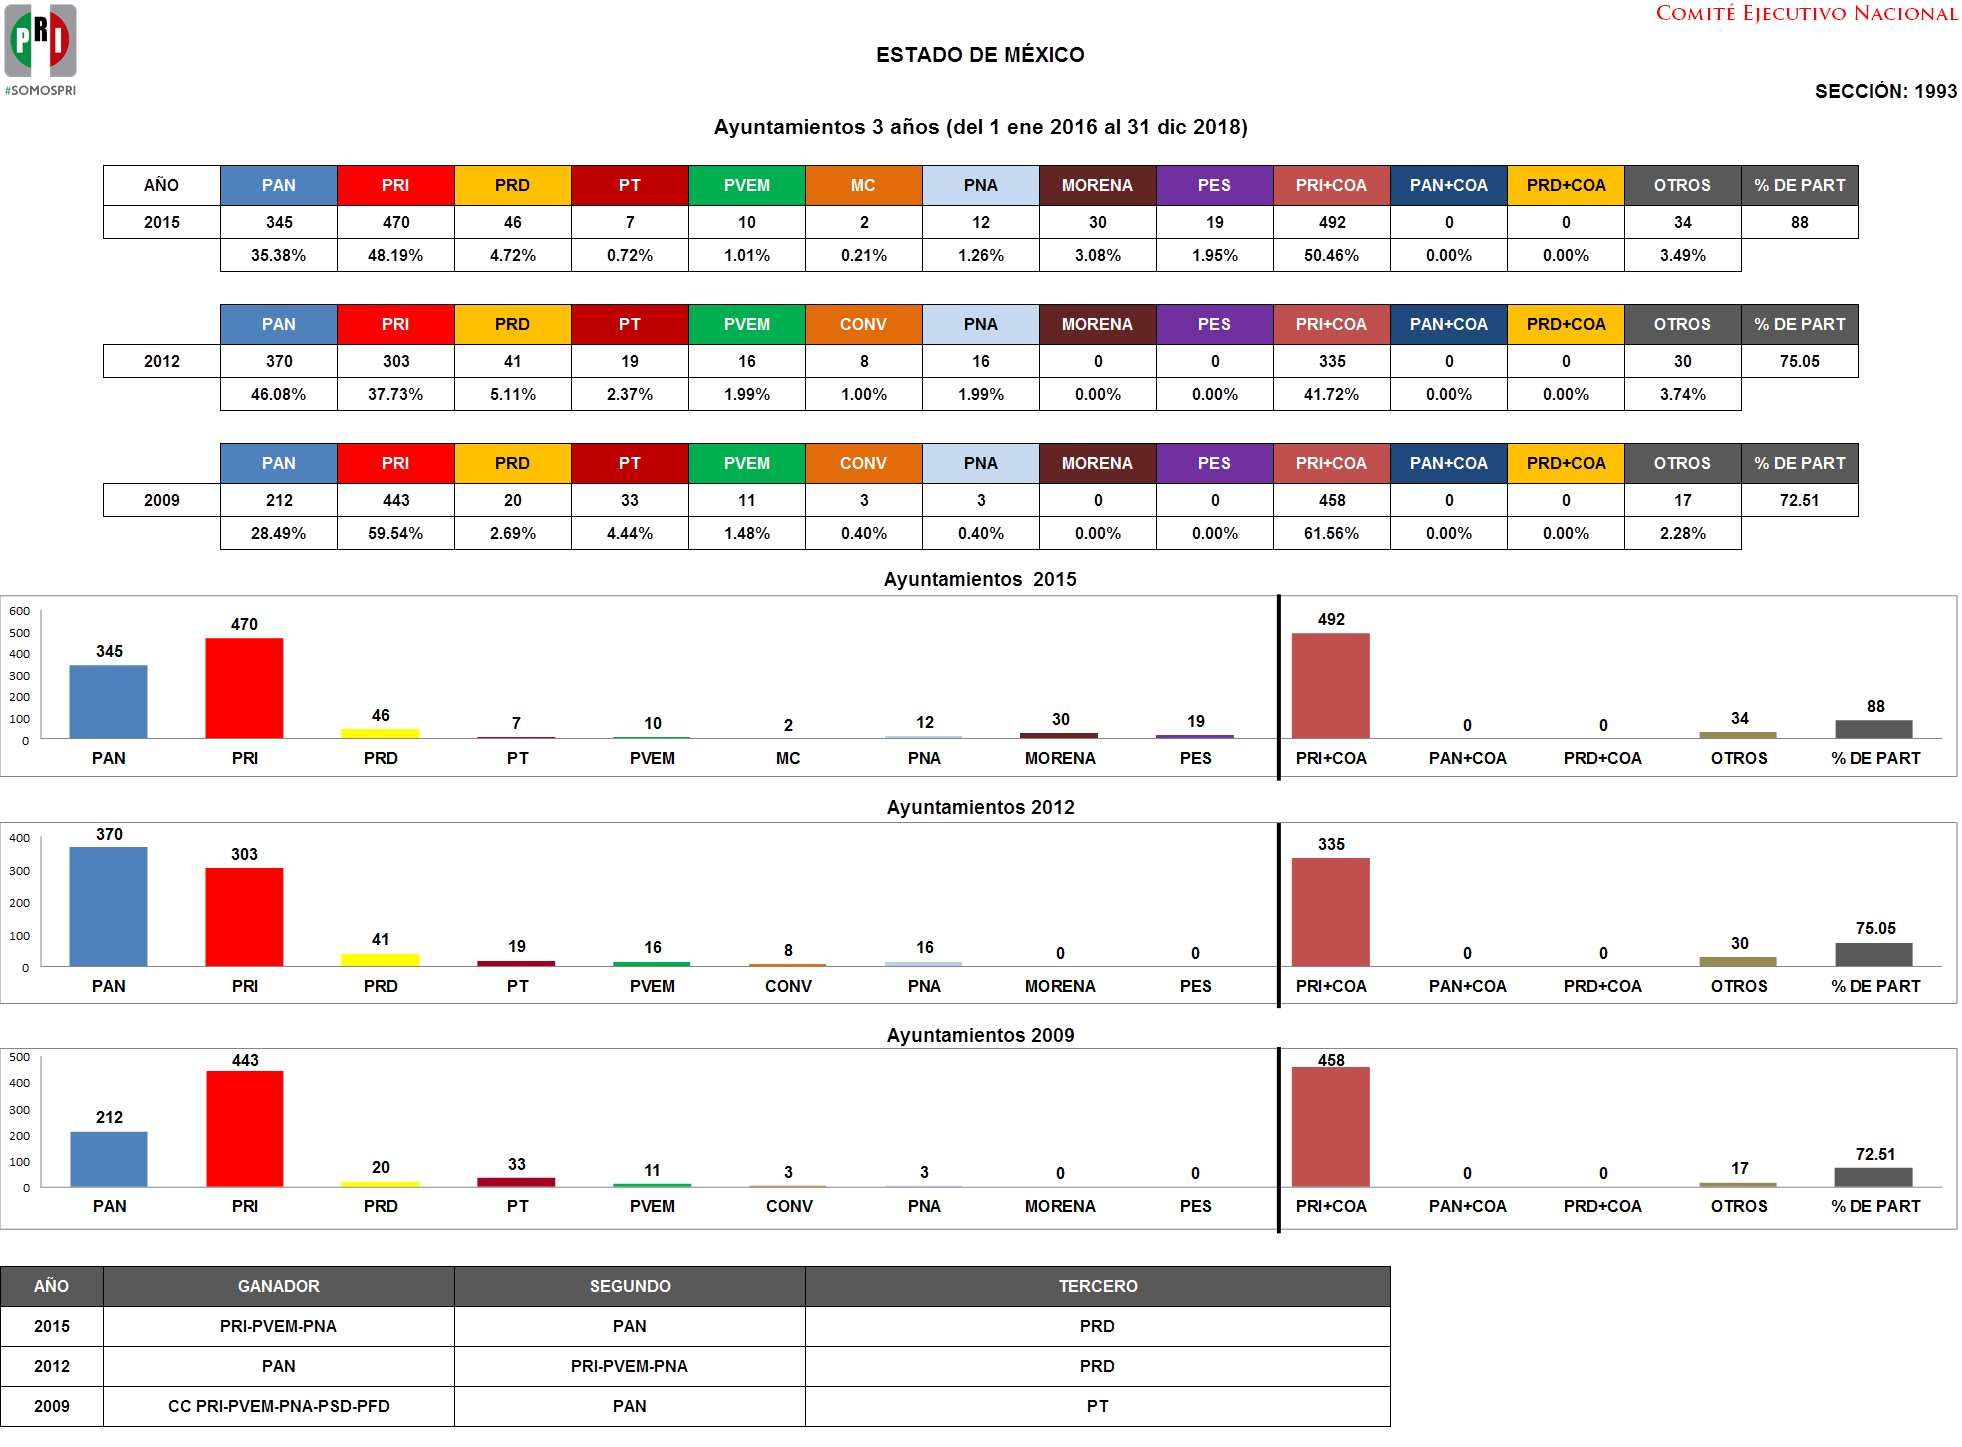 COMITÉ EJECUTIVO NACIONAL
PRI
#SOMOSPRI
ESTADO DE MÉXICO
SECCIÓN: 1993
Ayuntamientos 3 años (del 1 ene 2016 al 31 dic 2018)
AÑO PAN PRI PRD PT PVEM MC PNA MORENA PES PRI+COA PAN+COA PRD+COA OTROS % DE PART
2015 345 470 46 7 10 2 12 30 19 492 0 0 34 88
35.38% 48.19% 4.72% 0.72% 1.01% 0.21% 1.26% 3.08% 1.95% 50.46% 0.00% 0.00% 3.49%
PAN PRI PRD PT PVEM CONV PNA MORENA PES PRI+COA PAN+COA PRD+COA OTROS % DE PART
2012 370 303 41 19 16 8 16 0 0 335 0 0 30 75.05
46.08% 37.73% 5.11% 2.37% 1.99% 1.00% 1.99% 0.00% 0.00% 41.72% 0.00% 0.00% 3.74%
PAN PRI PRD PT PVEM CONV PNA MORENA PES PRI+COA PAN+COA PRD+COA OTROS % DE PART
2009 212 443 20 33 11 3 3 0 0 458 0 0 17 72.51
28.49% 59.54% 2.69% 4.44% 1.48% 0.40% 0.40% 0.00% 0.00% 61.56% 0.00% 0.00% 2.28%
Ayuntamientos 2015
600
500
400
300
200
100
0
345 470 46 7 10 2 12 30 19 492 0 0 34 88
PAN PRI PRD PT PVEM MC PNA MORENA PES PRI+COA PAN+COA PRD+COA OTROS % DE PART
Ayuntamientos 2012
400
300
200
100
0
370 303 41 19 16 8 16 0 0 335 0 0 30 75.05
PAN PRI PRD PT PVEM CONV PNA MORENA PES PRI+COA PAN+COA PRD+COA OTROS % DE PART
Ayuntamientos 2009
500
400
300
200
100
0
212 443 20 33 11 3 3 0 0 458 0 0 17 72.51
PAN PRI PRD PT PVEM CONV PNA MORENA PES PRI+COA PAN+COA PRD+COA OTROS % DE PART
AÑO GANADOR SEGUNDO TERCERO
2015 PRI-PVEM-PNA PAN PRD
2012 PAN PRI-PVEM-PNA PRD
2009 CC PRI-PVEM-PNA-PSD-PFD PAN PT